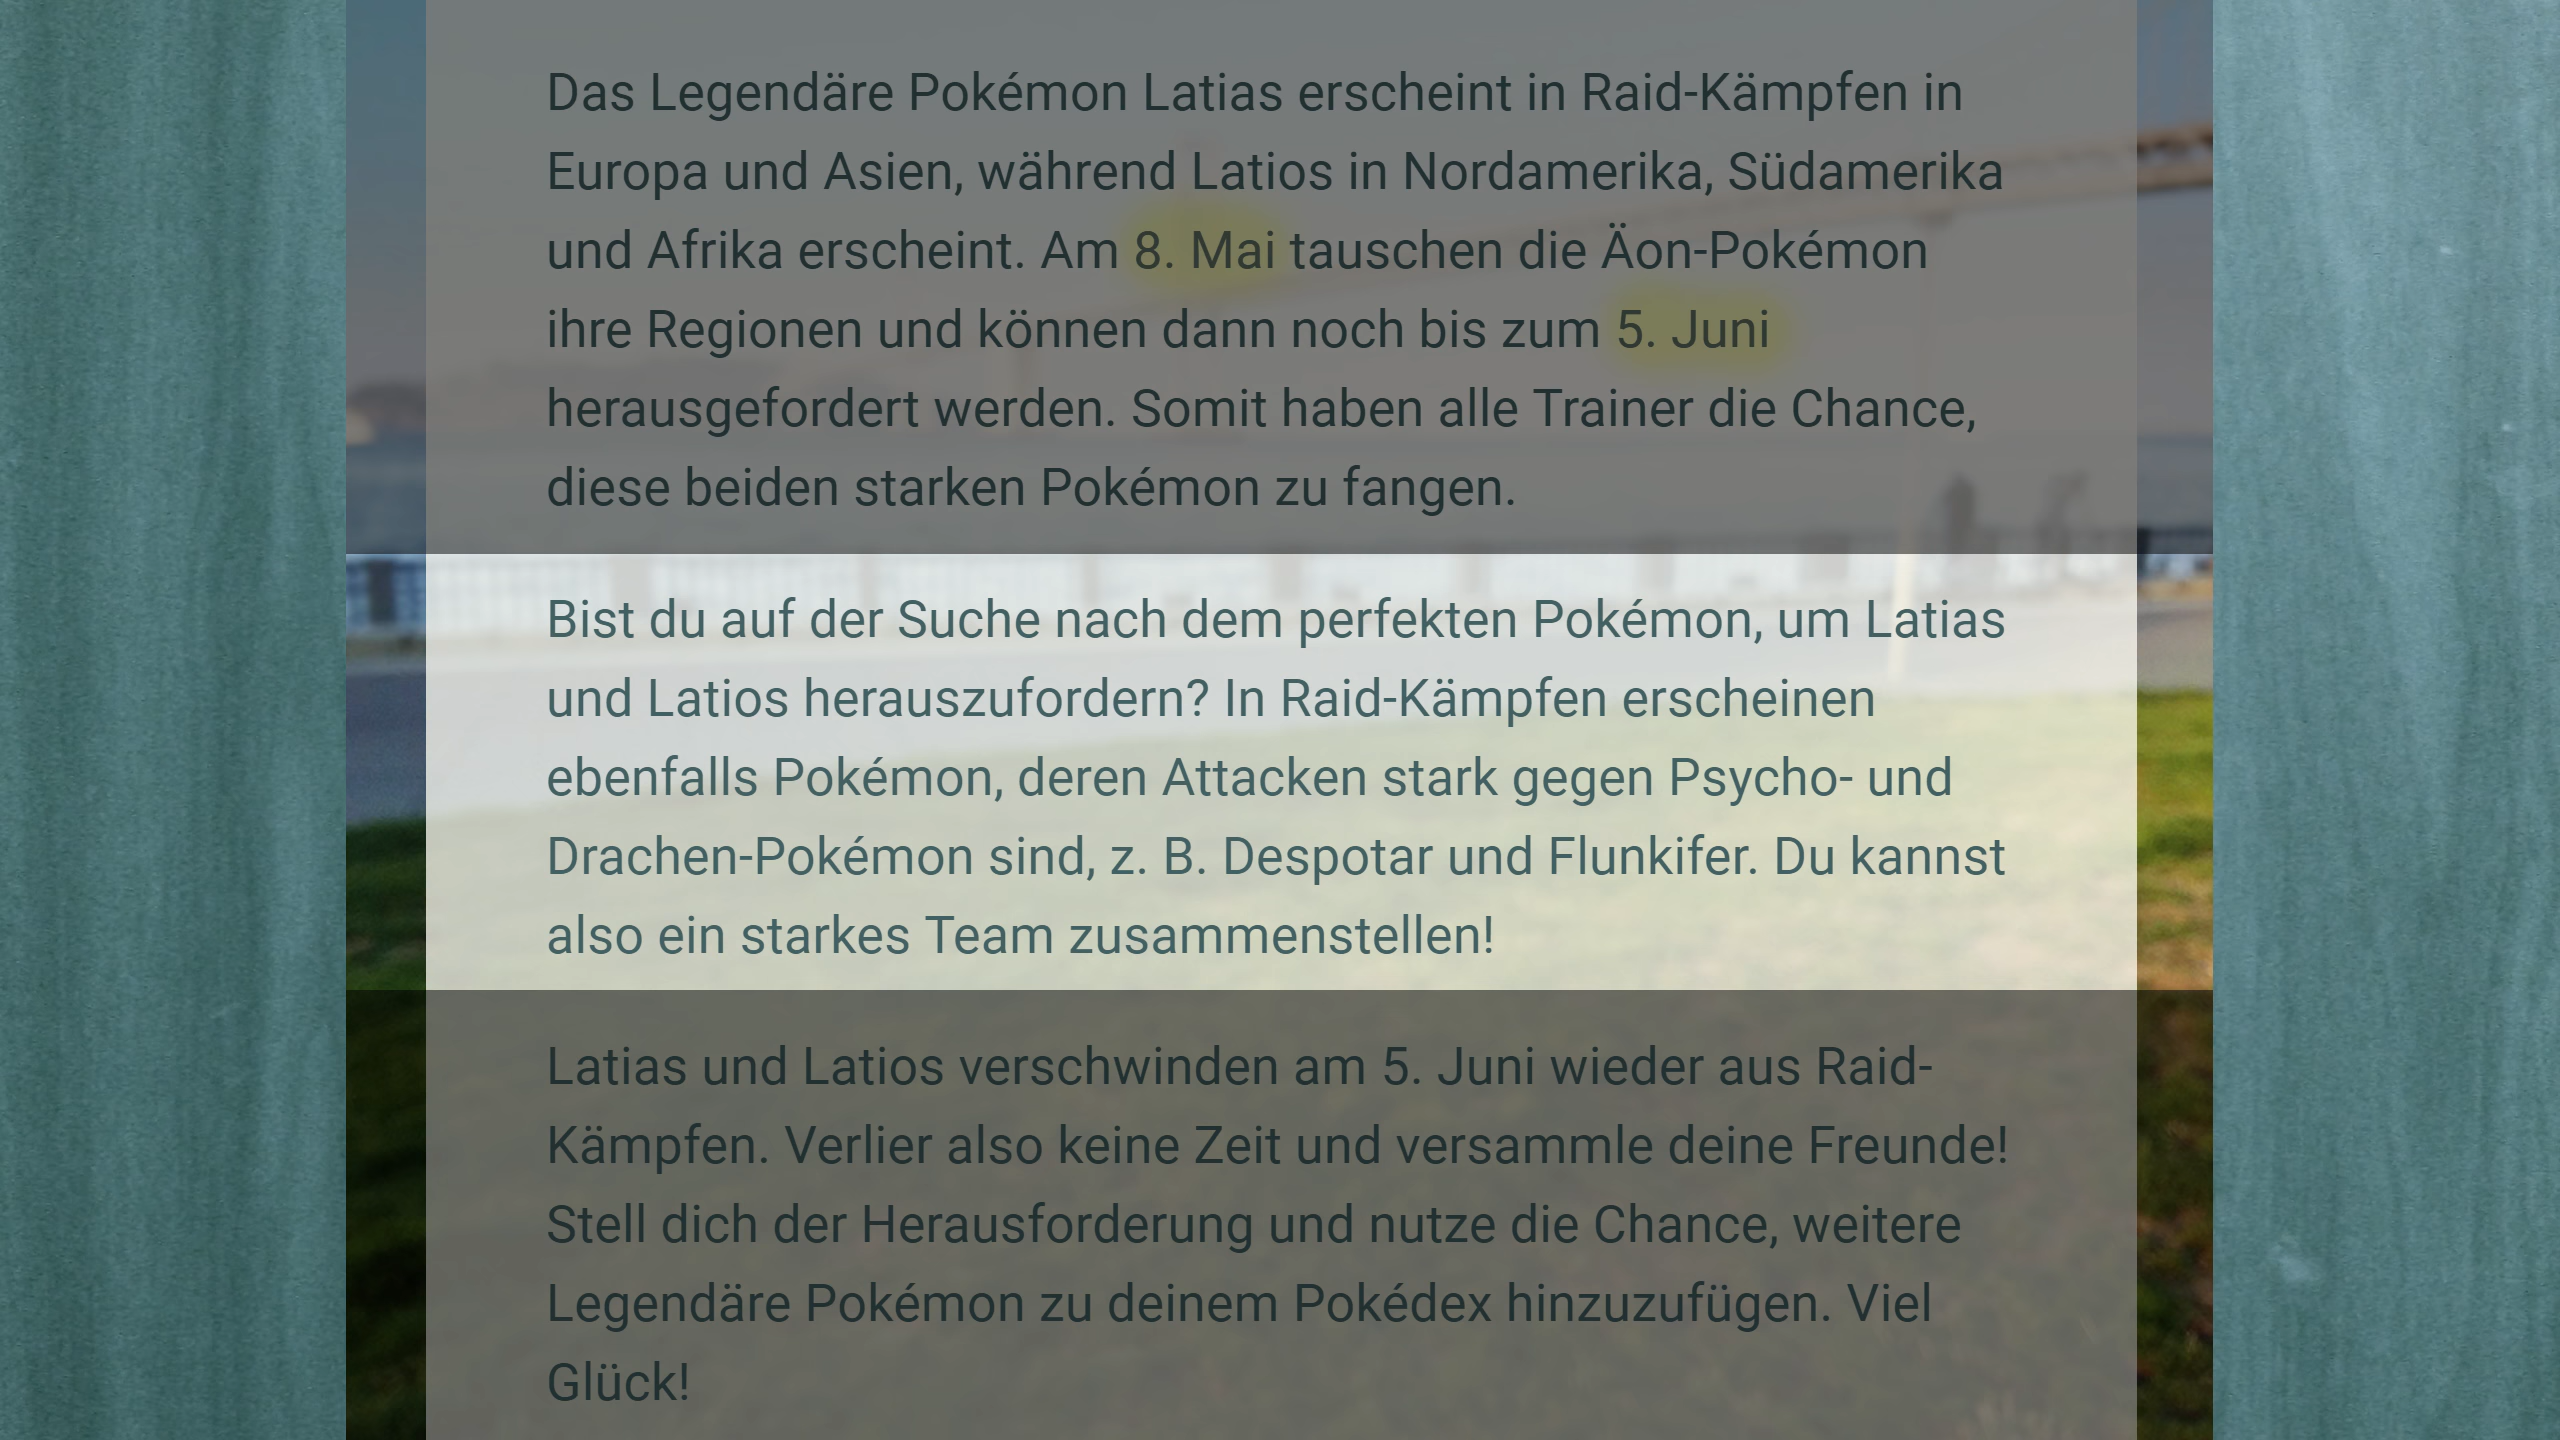 Das Legendäre Pokémon Latias erscheint in Raid-Kämpfen in
Europa und Asien, während Latios in Nordamerika, Südamerika
und Afrika erscheint. Am 8. Mai tauschen die Äon-Pokémon
ihre Regionen und können dann noch bis zum 5. Juni
herausgefordert werden. Somit haben alle Trainer die Chance,
diese beiden starken Pokémon zu fangen.
Bist du auf der Suche nach dem perfekten Pokémon, um Latias
und Latios herauszufordern? In Raid-Kämpfen erscheinen
ebenfalls Pokémon, deren Attacken stark gegen Psycho- und
Drachen-Pokémon sind, z. B. Despotar und Flunkifer. Du kannst
also ein starkes Team zusammenstellen!
Latias und Latios verschwinden am 5. Juni wieder aus Raid-
Kämpfen. Verlier also keine Zeit und versammle deine Freunde!
Stell dich der Herausforderung und nutze die Chance, weitere
Legendäre Pokémon zu deinem Pokédex hinzuzufügen. Viel
Glück!